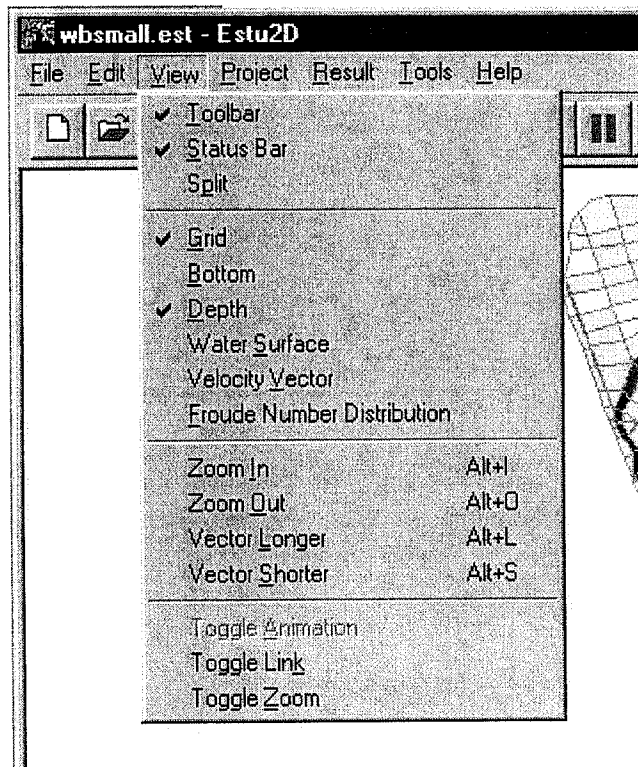 wbsmall.est - Estu2D
File Edit View Project Result Tools Help
Toolbar
Status Bar
Split
Grid
Bottom
Depth
Water Surface
Velocity Vector
Froude Number Distribution
Zoom In Alt+I
Zoom Out Alt+O
Vector Longer Alt+L
Vector Shorter Alt+S
Toggle Animation
Toggle Link
Toggle Zoom